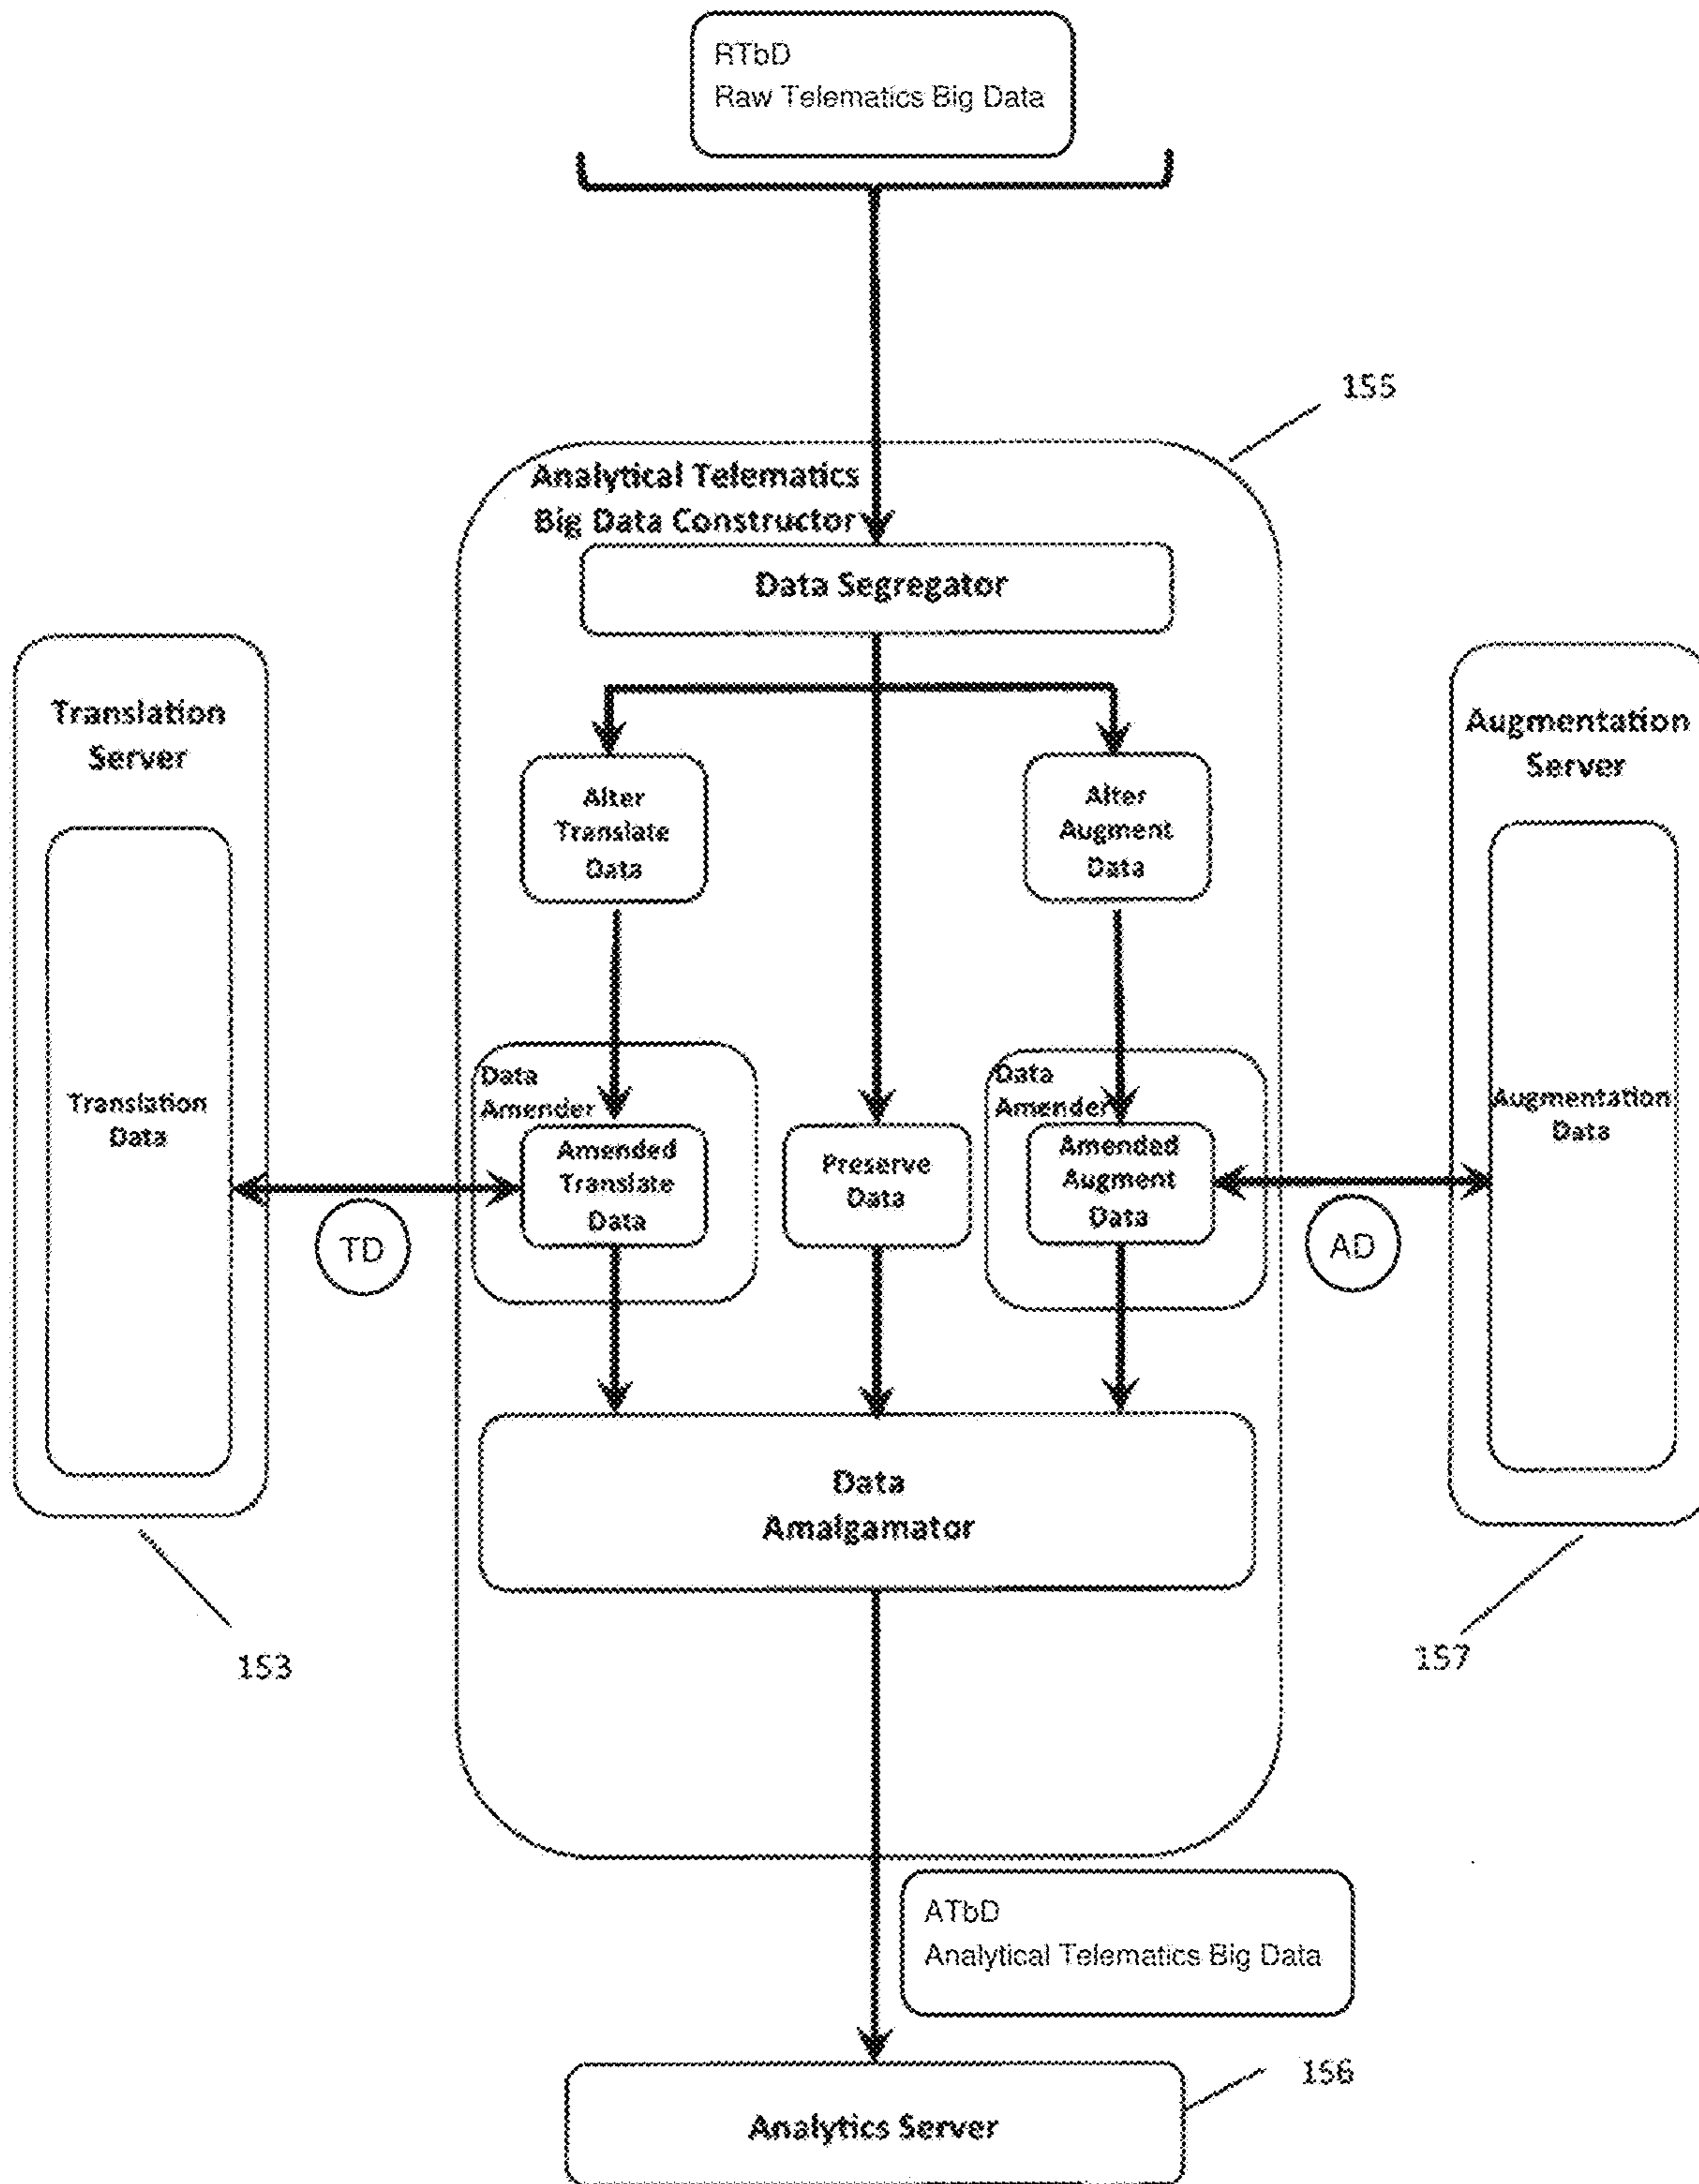 RTbD
Raw Telematics Big Data
155
Analytical Telematics
Big Data Constructor
Data Segregator
Translation
Server
Augmentation
Server
Alter
Translate
Data
Alter
Augment
Data
Translation
Data
Data
Amender
Amended
Translate
Data
Preserve
Data
Data
Amender
Amended
Augment
Data
Augmentation
Data
TD
AD
Data
Amalgamator
153
157
ATbD
Analytical Telematics Big Data
156
Analytics Server